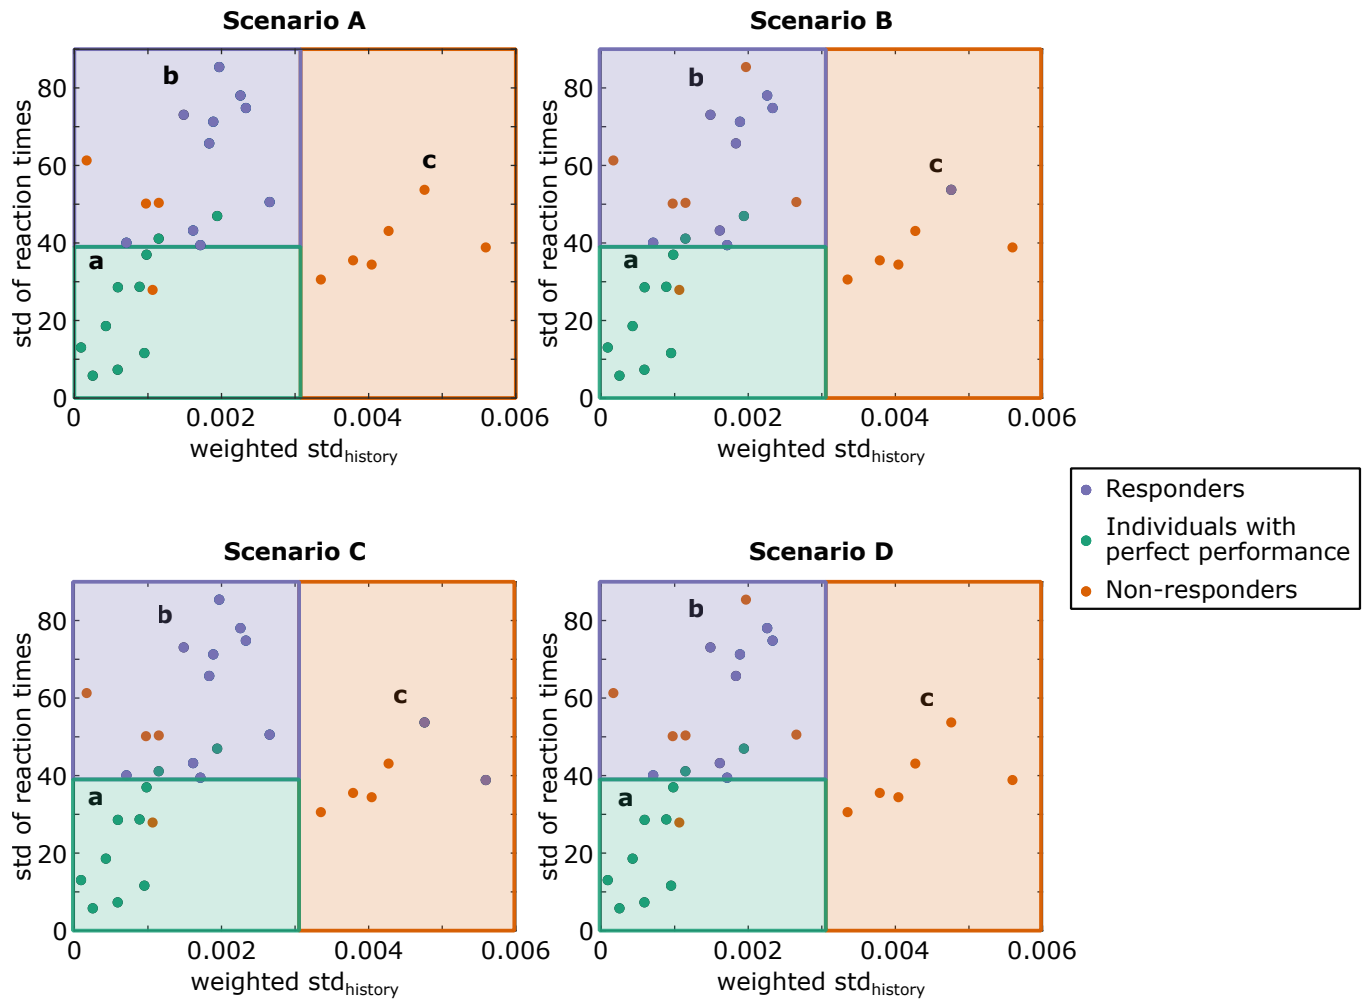 Scenario A
Scenario B
std of reaction times
80
60
40
20
0
b
a
c
0
0.002
0.004
0.006
weighted std_history
std of reaction times
80
60
40
20
0
b
a
c
0
0.002
0.004
0.006
weighted std_history
Responders
Individuals with
perfect performance
Non-responders
Scenario C
Scenario D
std of reaction times
80
60
40
20
0
b
a
c
0
0.002
0.004
0.006
weighted std_history
std of reaction times
80
60
40
20
0
b
a
c
0
0.002
0.004
0.006
weighted std_history